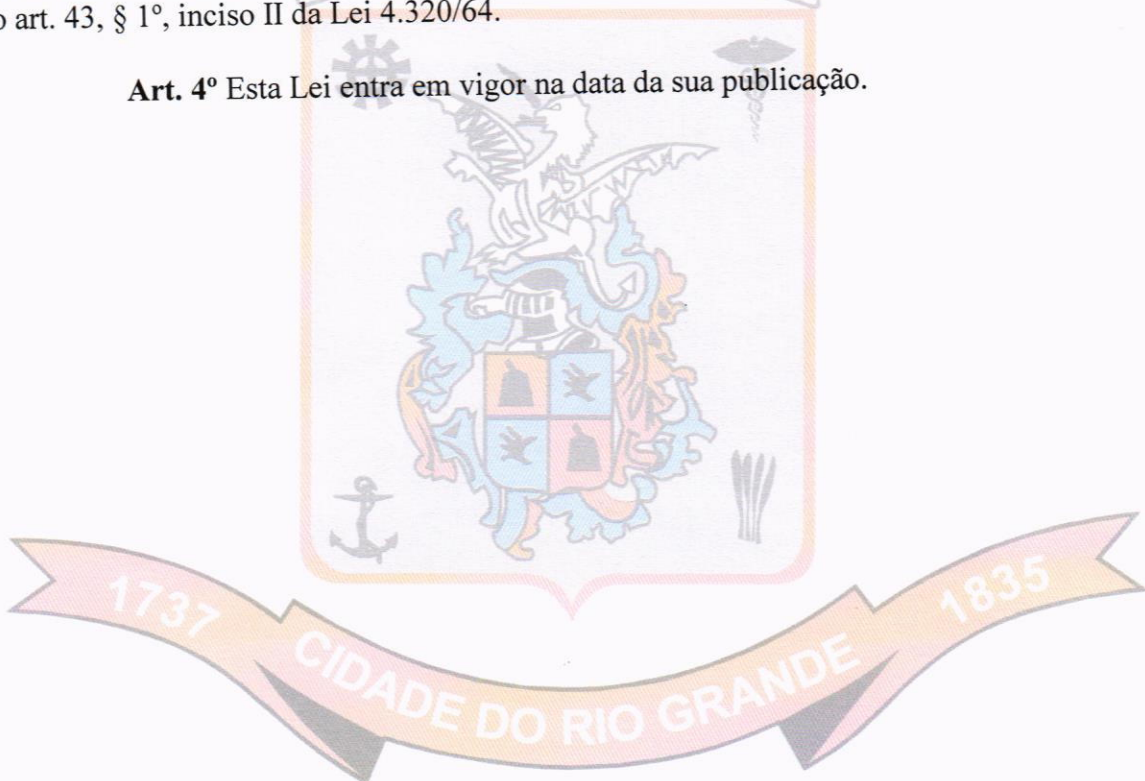 o art. 43, § 1º, inciso II da Lei 4.320/64.
Art. 4º Esta Lei entra em vigor na data da sua publicação.
1737 CIDADE DO RIO GRANDE 1835